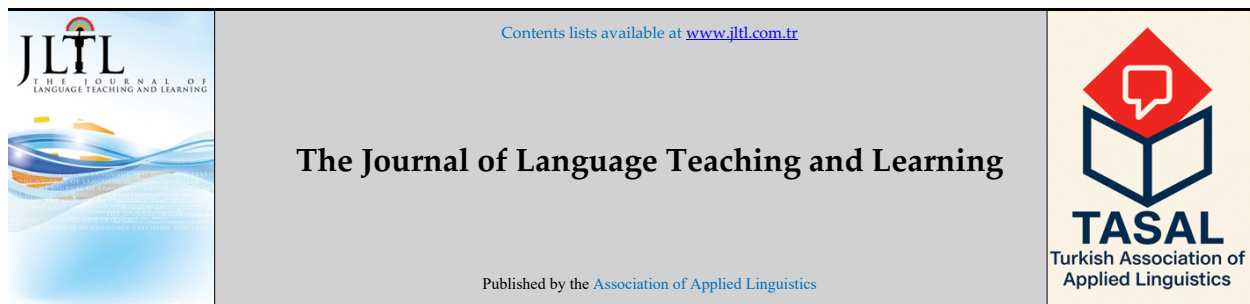 JLTL
THE JOURNAL OF
LANGUAGE TEACHING AND LEARNING
Contents lists available at www.jltl.com.tr
The Journal of Language Teaching and Learning
Published by the Association of Applied Linguistics
TASAL
Turkish Association of
Applied Linguistics